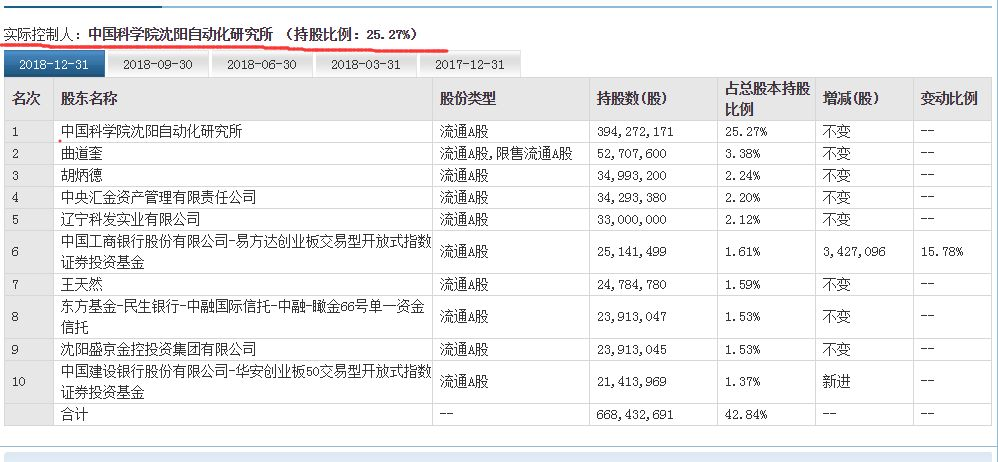 实际控制人：中国科学院沈阳自动化研究所 （持股比例：25.27%）
2018-12-31 2018-09-30 2018-06-30 2018-03-31 2017-12-31
名次 股东名称 股份类型 持股数(股) 占总股本持股比例 增减(股) 变动比例
1 中国科学院沈阳自动化研究所 流通A股 394,272,171 25.27% 不变 --
2 曲道奎 流通A股,限售流通A股 52,707,600 3.38% 不变 --
3 胡炳德 流通A股 34,993,200 2.24% 不变 --
4 中央汇金资产管理有限责任公司 流通A股 34,293,380 2.20% 不变 --
5 辽宁科发实业有限公司 流通A股 33,000,000 2.12% 不变 --
6 中国工商银行股份有限公司-易方达创业板交易型开放式指数证券投资基金 流通A股 25,141,499 1.61% 3,427,096 15.78%
7 王天然 流通A股 24,784,780 1.59% 不变 --
8 东方基金-民生银行-中融国际信托-中融-瞰金66号单一资金信托 流通A股 23,913,047 1.53% 不变 --
9 沈阳盛京金控投资集团有限公司 流通A股 23,913,045 1.53% 不变 --
10 中国建设银行股份有限公司-华安创业板50交易型开放式指数证券投资基金 流通A股 21,413,969 1.37% 新进 --
合计 -- 668,432,691 42.84% -- --